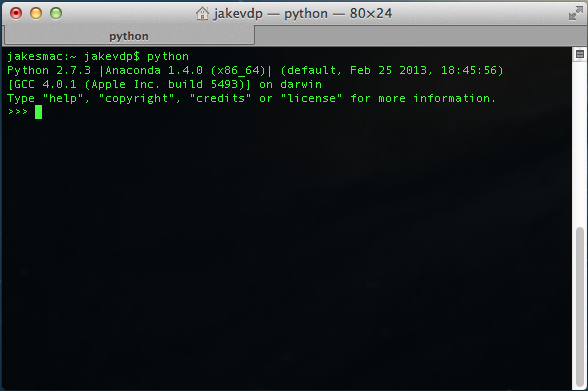 jakevdp — python — 80×24
python
jakesmac:~ jakevdp$ python
Python 2.7.3 |Anaconda 1.4.0 (x86_64)| (default, Feb 25 2013, 18:45:56)
[GCC 4.0.1 (Apple Inc. build 5493)] on darwin
Type "help", "copyright", "credits" or "license" for more information.
>>>